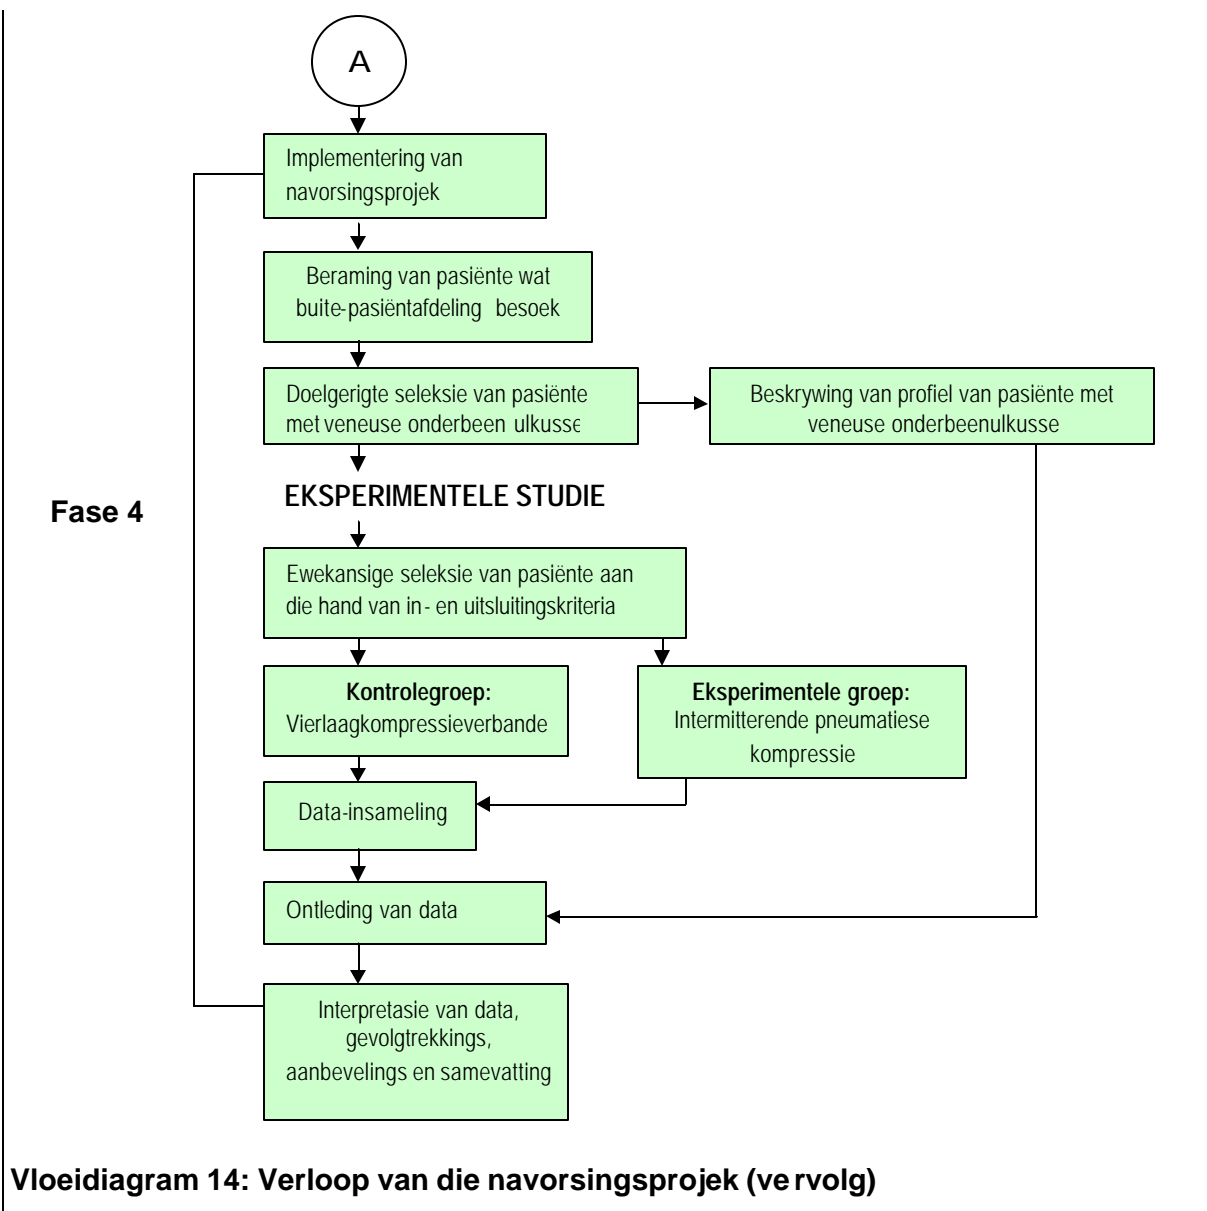 A
Implementering van
navorsingsprojek
Beraming van pasiënte wat
buite-pasiëntafdeling besoek
Doelgerigte seleksie van pasiënte
met veneuse onderbeen ulkusse
Beskrywing van profiel van pasiënte met
veneuse onderbeenulkusse
Fase 4
EKSPERIMENTELE STUDIE
Ewekansige seleksie van pasiënte aan
die hand van in- en uitsluitingskriteria
Kontrolegroep:
Vierlaagkompressieverbande
Eksperimentele groep:
Intermitterende pneumatiese
kompressie
Data-insameling
Ontleding van data
Interpretasie van data,
gevolgtrekkings,
aanbevelings en samevatting
Vloeidiagram 14: Verloop van die navorsingsprojek (ve rvolg)